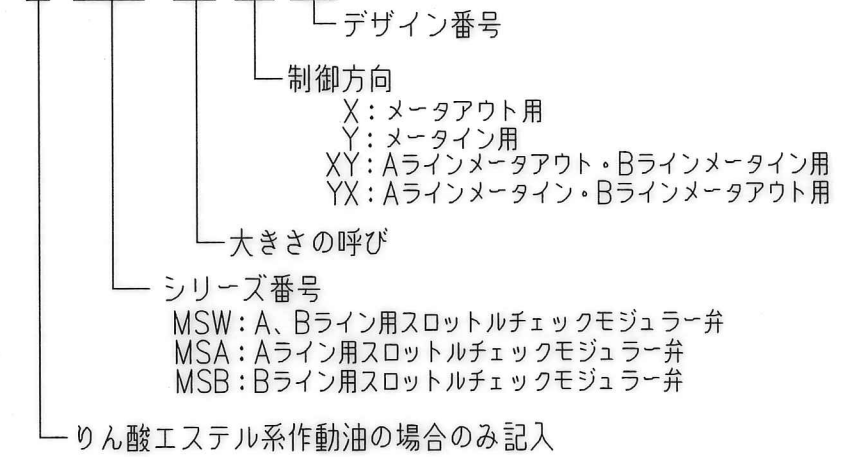 デザイン番号
制御方向
X：メータアウト用
Y：メータイン用
XY：Aラインメータアウト・Bラインメータイン用
YX：Aラインメータイン・Bラインメータアウト用
大きさの呼び
シリーズ番号
MSW：A、Bライン用スロットルチェックモジュラー弁
MSA：Aライン用スロットルチェックモジュラー弁
MSB：Bライン用スロットルチェックモジュラー弁
りん酸エステル系作動油の場合のみ記入